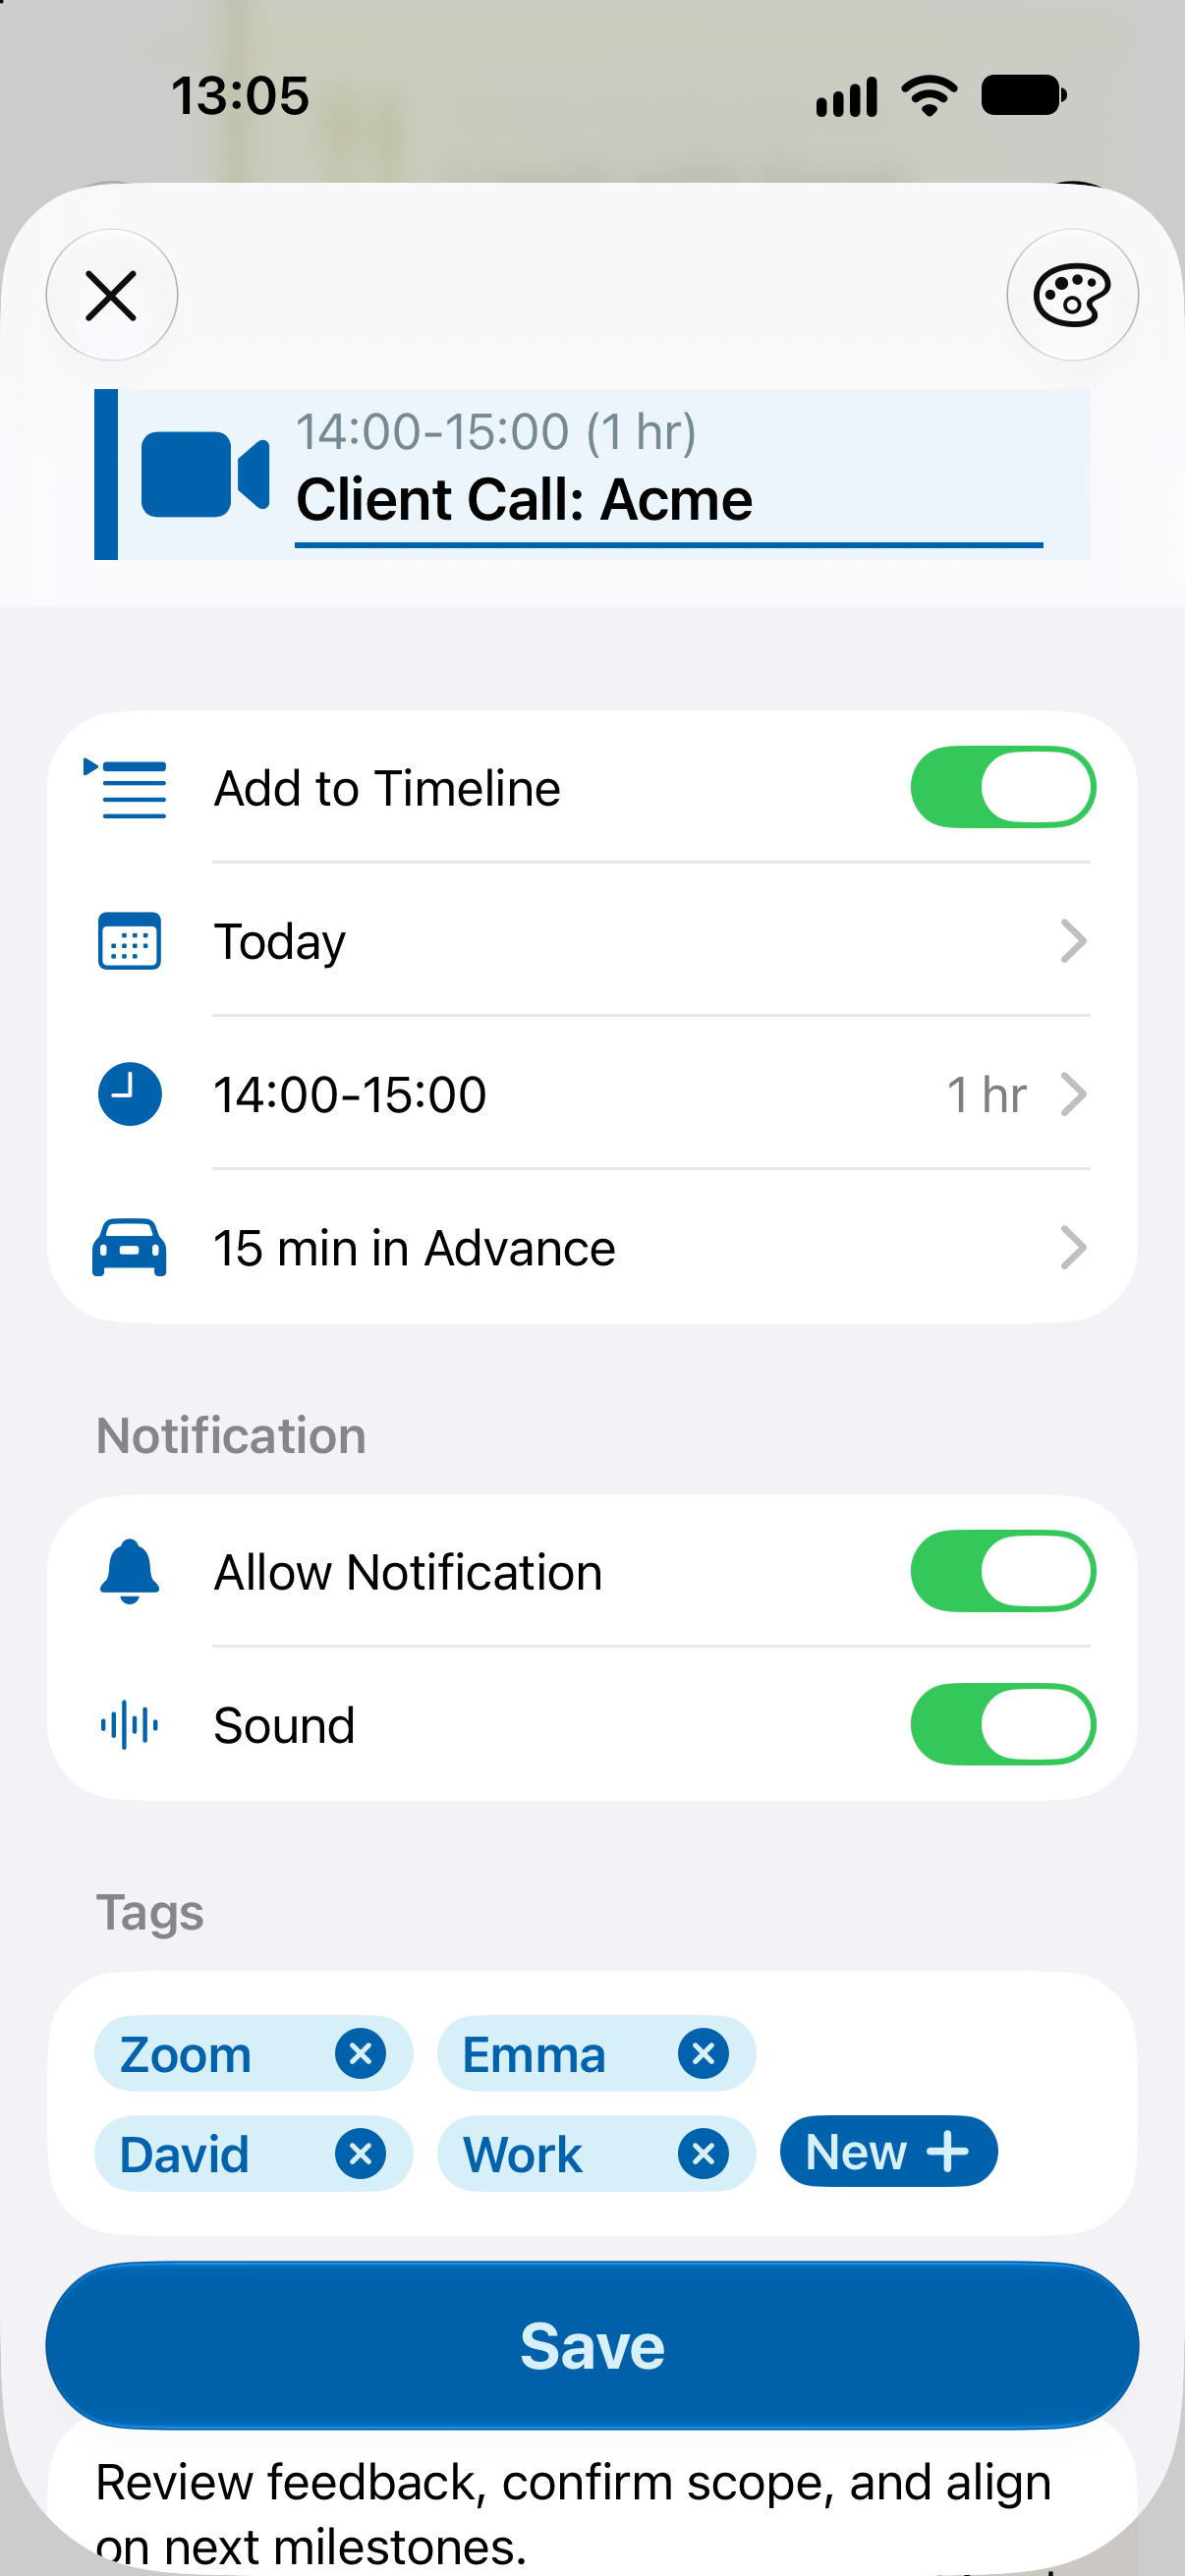 13:05
14:00-15:00 (1 hr)
Client Call: Acme
Add to Timeline
Today
14:00-15:00 1 hr
15 min in Advance
Notification
Allow Notification
Sound
Tags
Zoom Emma
David Work New
Save
Review feedback, confirm scope, and align
on next milestones.